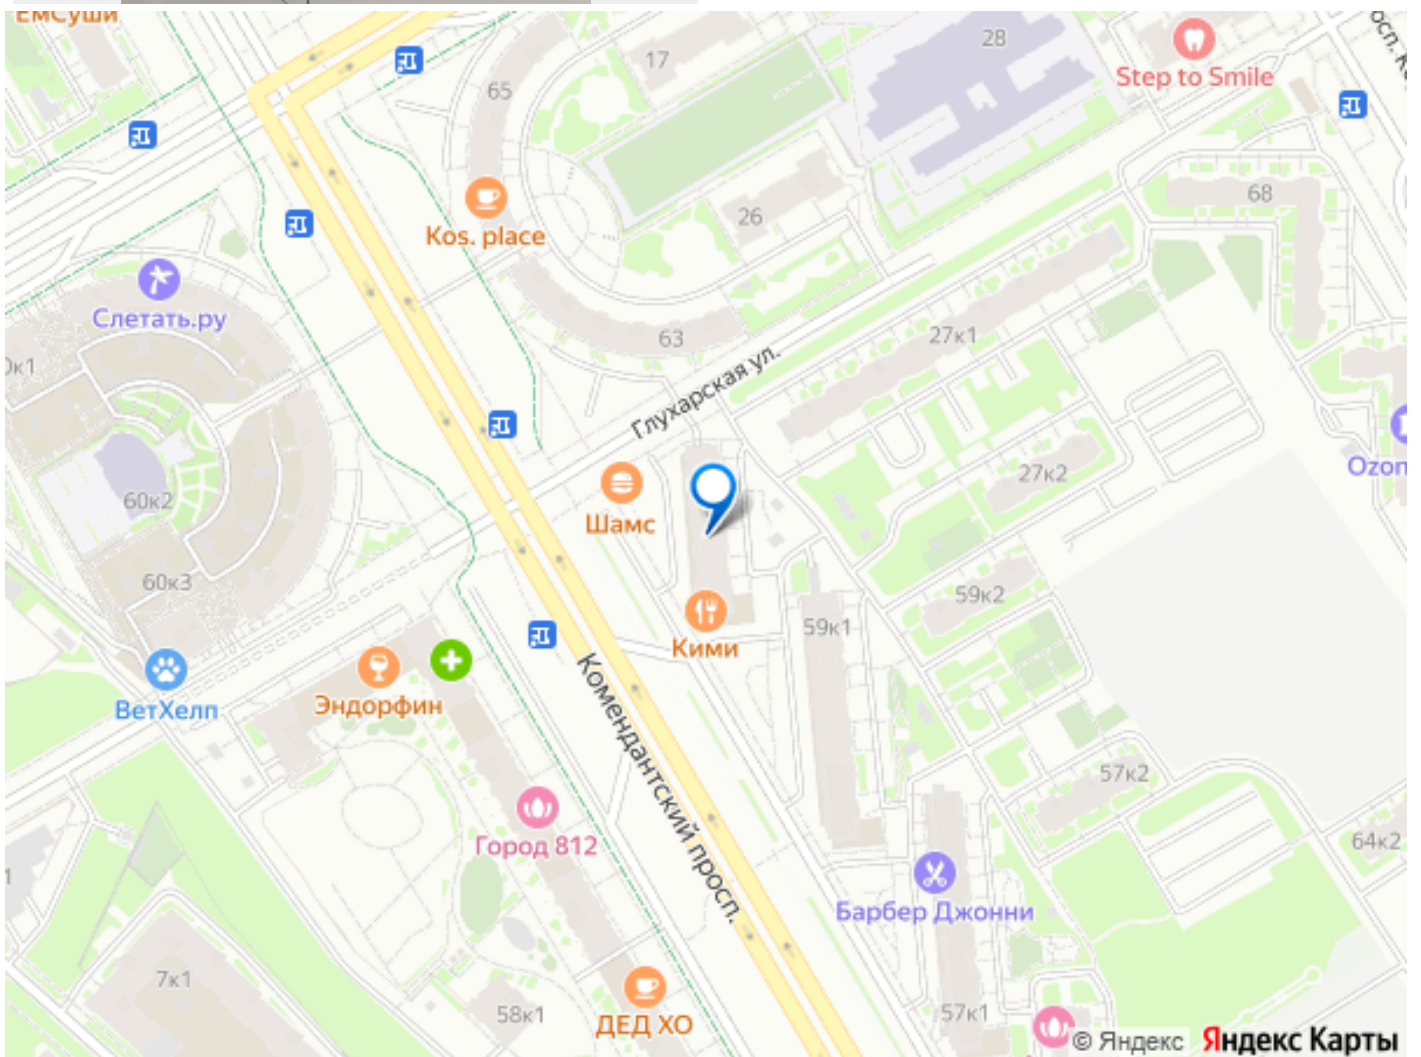 ЕмСуши
17
28
Step to Smile
65
26
68
Kos. place
Слетать.ру
63
27к1
Глухарская ул.
60к2
27к2
Ozon
Шамс
60к3
59к2
59к1
Кими
Эндорфин
ВетХелп
Комендантский просп.
57к2
Город 812
64к2
Барбер Джонни
7к1
58к1
ДЕД ХО
57к1
© Яндекс Яндекс Карты